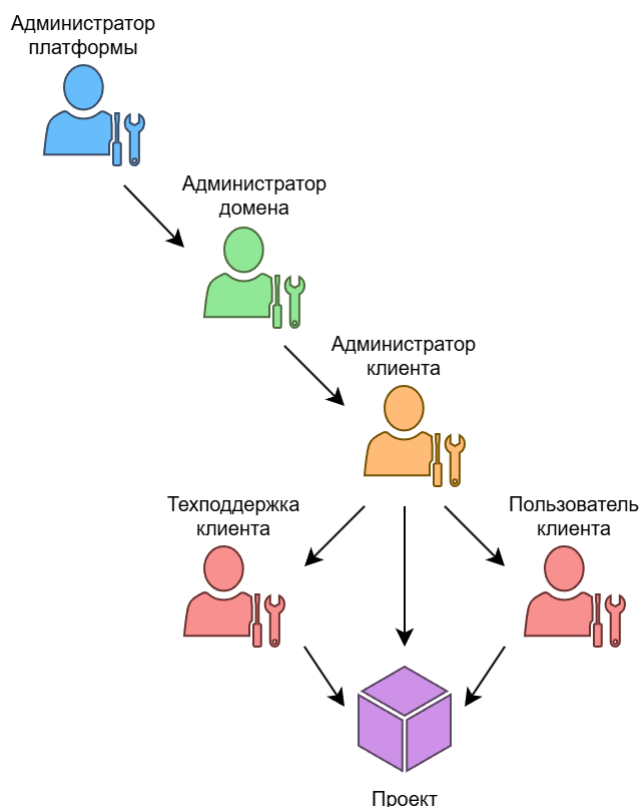 Администратор
платформы
Администратор
домена
Администратор
клиента
Техподдержка
клиента
Пользователь
клиента
Проект